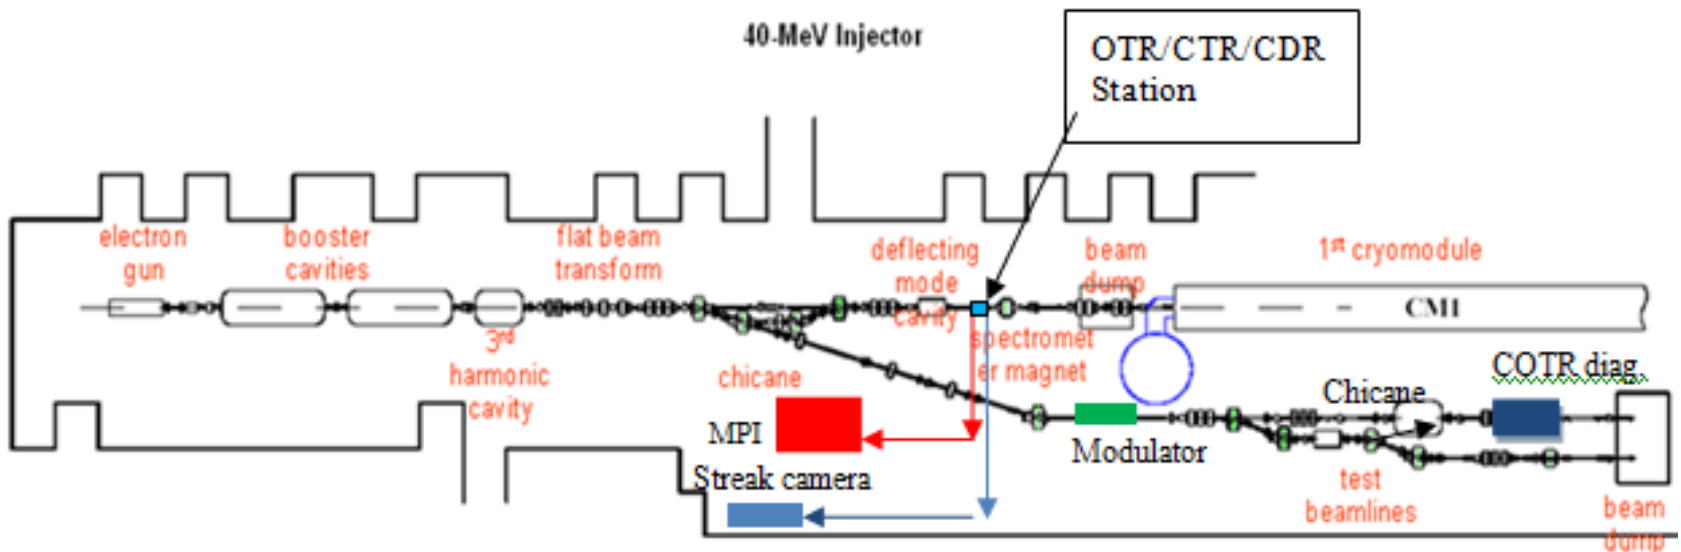 40-MeV Injector
OTR/CTR/CDR
Station
electron
gun
booster
cavities
flat beam
transform
deflecting
mode
cavity
beam
dump
1st cryomodule
CM1
3rd
harmonic
cavity
chicane
spectromet
er magnet
COTR diag.
Chicane
MPI
Modulator
Streak camera
test
beamlines
beam
dump